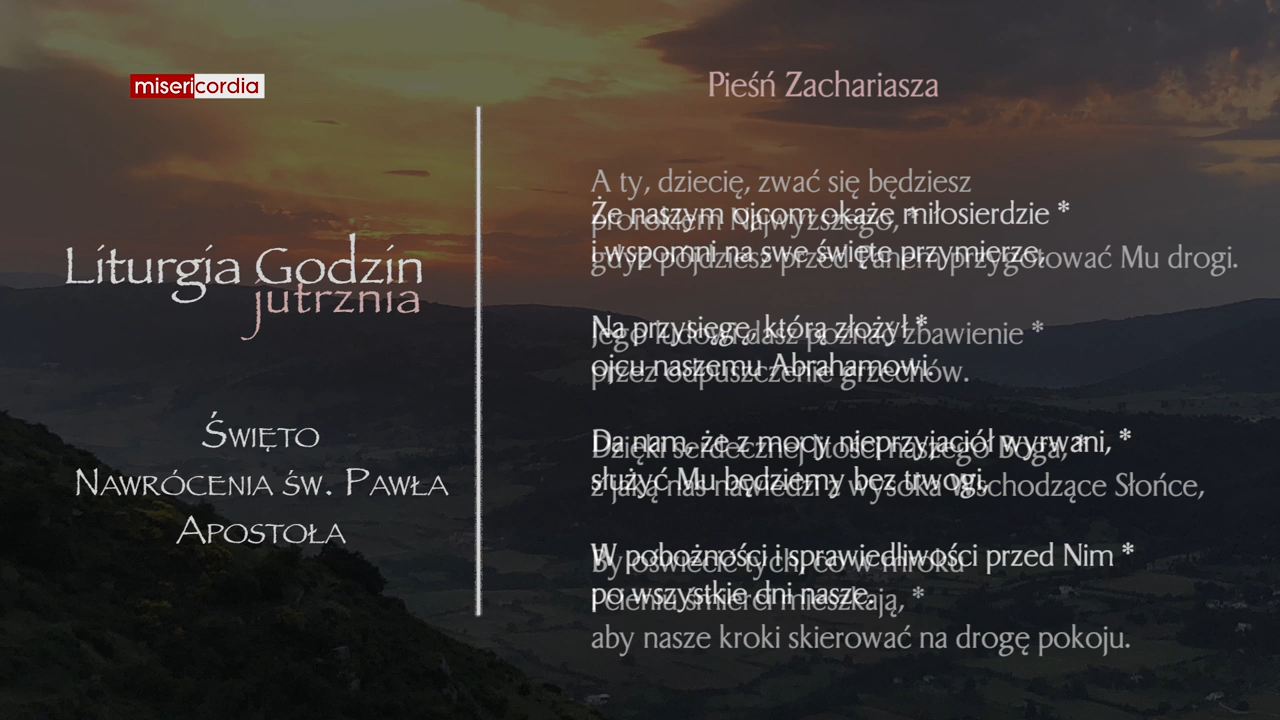 misericordia
Pieśń Zachariasza
Liturgia Godzin
jutrznia
Święto
Nawrócenia św. Pawła
Apostoła
A ty, dziecię, zwać się będziesz
Że naszym ojcom okaże miłosierdzie *
prorokiem Najwyższego, *
i wspomni na swe święte przymierze,
gdyż pójdziesz przed Panem przygotować Mu drogi.
Na przysięgę, którą złożył *
Jego ludowi dasz poznać zbawienie *
ojcu naszemu Abrahamowi.
przez odpuszczenie grzechów.
Da nam, że z mocy nieprzyjaciół wyrwani, *
Dzięki serdecznej litości naszego Boga, *
służyć Mu będziemy bez trwogi,
z jaką nas nawiedzi z wysoka Wschodzące Słońce,
W pobożności i sprawiedliwości przed Nim *
By oświecić tych, co w mroku
po wszystkie dni nasze.
i cieniu śmierci mieszkają, *
aby nasze kroki skierować na drogę pokoju.